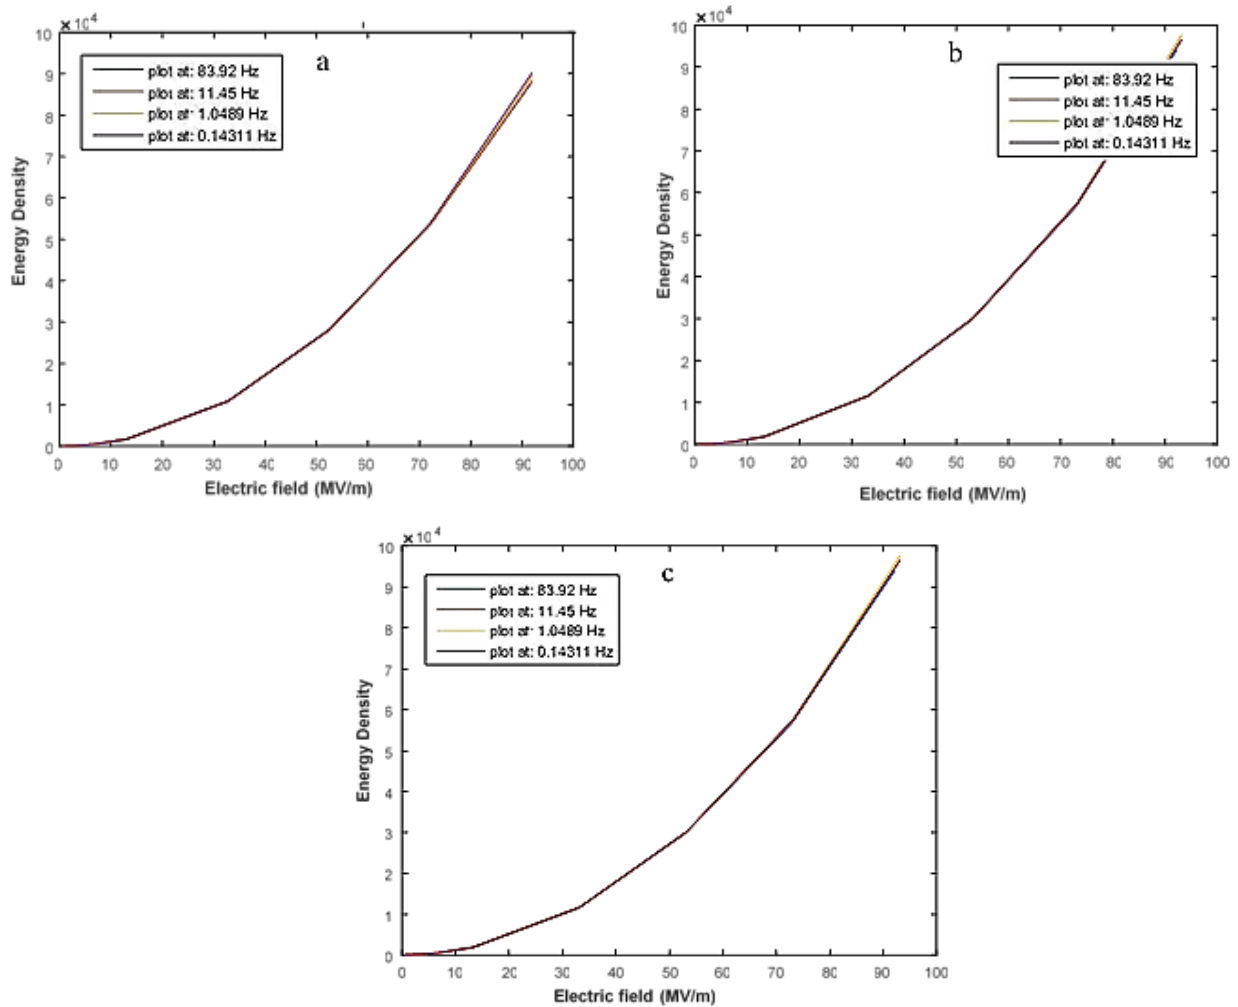 ×10 4
a
plot at: 83.92 Hz
plot at: 11.45 Hz
plot at: 1.0489 Hz
plot at: 0.14311 Hz
10
9
8
7
6
5
4
3
2
1
0
Energy Density
0 10 20 30 40 50 60 70 80 90 100
Electric field (MV/m)
×10 4
b
plot at: 83.92 Hz
plot at: 11.45 Hz
plot at: 1.0489 Hz
plot at: 0.14311 Hz
10
9
8
7
6
5
4
3
2
1
0
Energy Density
0 10 20 30 40 50 60 70 80 90 100
Electric field (MV/m)
×10 4
c
plot at: 83.92 Hz
plot at: 11.45 Hz
plot at: 1.0489 Hz
plot at: 0.14311 Hz
10
9
8
7
6
5
4
3
2
1
0
Energy Density
0 10 20 30 40 50 60 70 80 90 100
Electric field (MV/m)